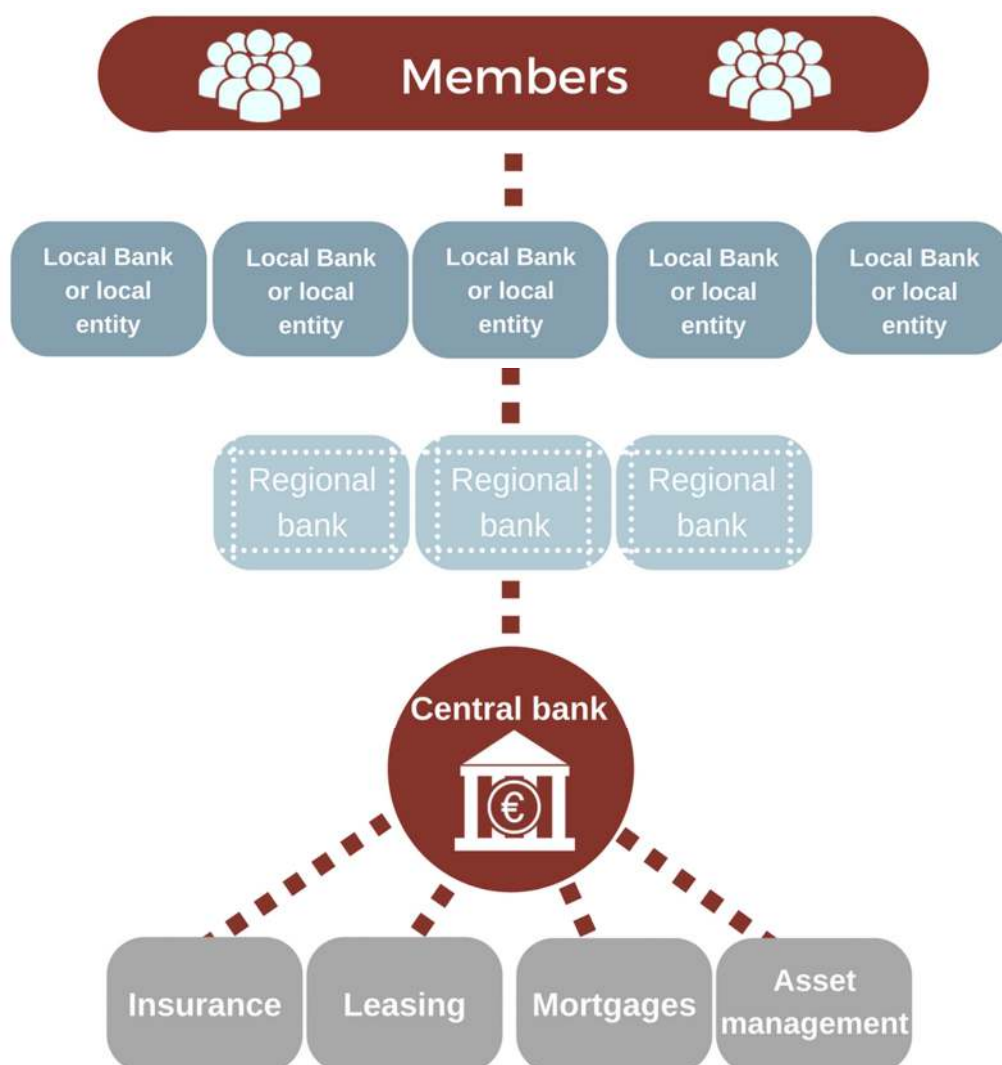 Members
Local Bank
or local
entity
Local Bank
or local
entity
Local Bank
or local
entity
Local Bank
or local
entity
Local Bank
or local
entity
Regional
bank
Regional
bank
Regional
bank
Central bank
€
Insurance
Leasing
Mortgages
Asset
management